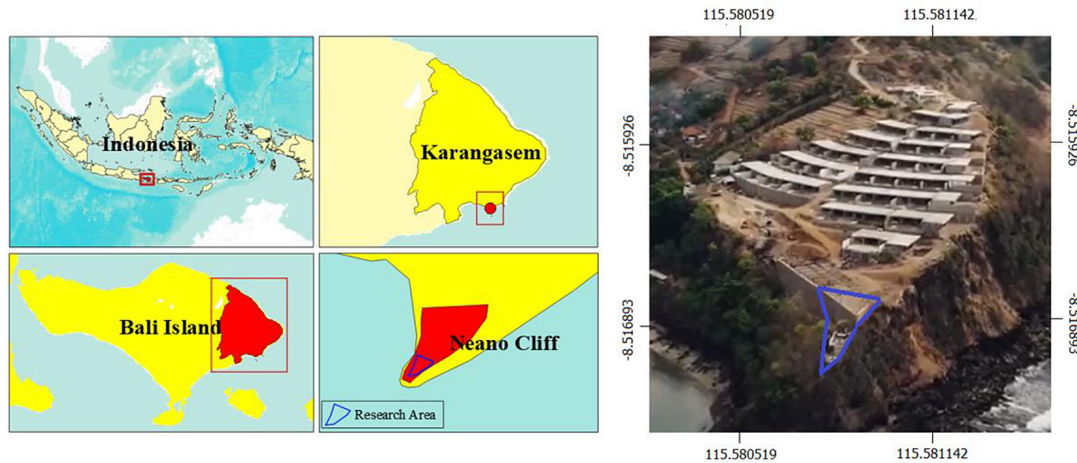 Indonesia
Karangasem
Bali Island
Neano Cliff
Research Area
115.580519
115.581142
-8.515926
-8.515926
-8.516893
-8.516893
115.580519
115.581142